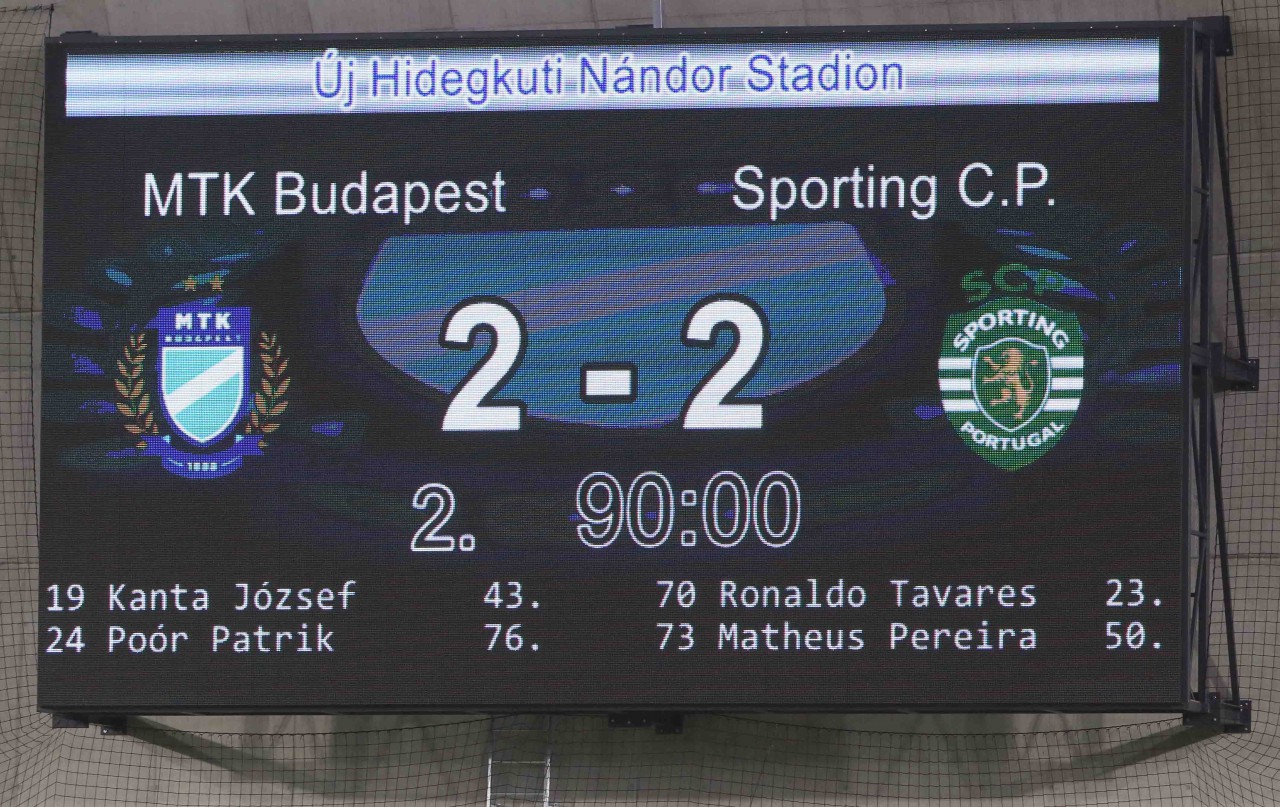 Új Hidegkuti Nándor Stadion
MTK Budapest - Sporting C.P.
MTK
BUDAPEST
1888
SCP
SPORTING
PORTUGAL
2 - 2
2. 90:00
19 Kanta József 43.
24 Poór Patrik 76.
70 Ronaldo Tavares 23.
73 Matheus Pereira 50.